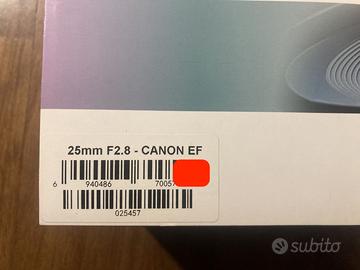 25mm F2.8 - CANON EF
6 940486 70057
025457
subito